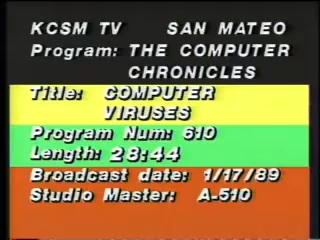 KCSM TV SAN MATEO
Program: THE COMPUTER
CHRONICLES
Title: COMPUTER
VIRUSES
Program Num: 610
Length: 28:44
Broadcast date: 1/17/89
Studio Master: A-510